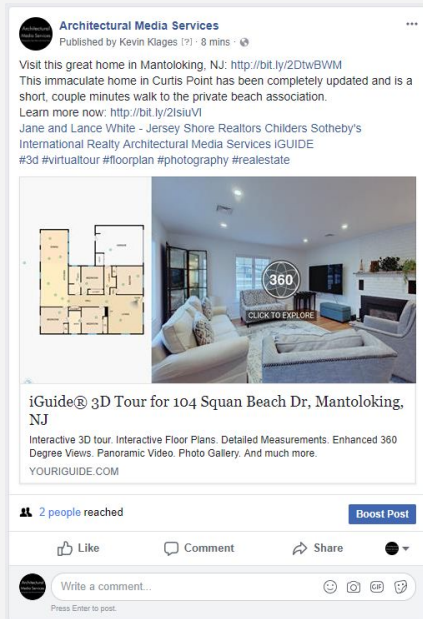 Architectural Media Services
Published by Kevin Klages [?] · 8 mins ·
Visit this great home in Mantoloking, NJ: http://bit.ly/2DtwBWM
This immaculate home in Curtis Point has been completely updated and is a
short, couple minutes walk to the private beach association.
Learn more now: http://bit.ly/2IsiuVl
Jane and Lance White - Jersey Shore Realtors Childers Sotheby's
International Realty Architectural Media Services iGUIDE
#3d #virtualtour #floorplan #photography #realestate
360
CLICK TO EXPLORE
iGuide® 3D Tour for 104 Squan Beach Dr, Mantoloking,
NJ
Interactive 3D tour. Interactive Floor Plans. Detailed Measurements. Enhanced 360
Degree Views. Panoramic Video. Photo Gallery. And much more.
YOURIGUIDE.COM
2 people reached
Boost Post
Like Comment Share
Write a comment...
GIF
Press Enter to post.